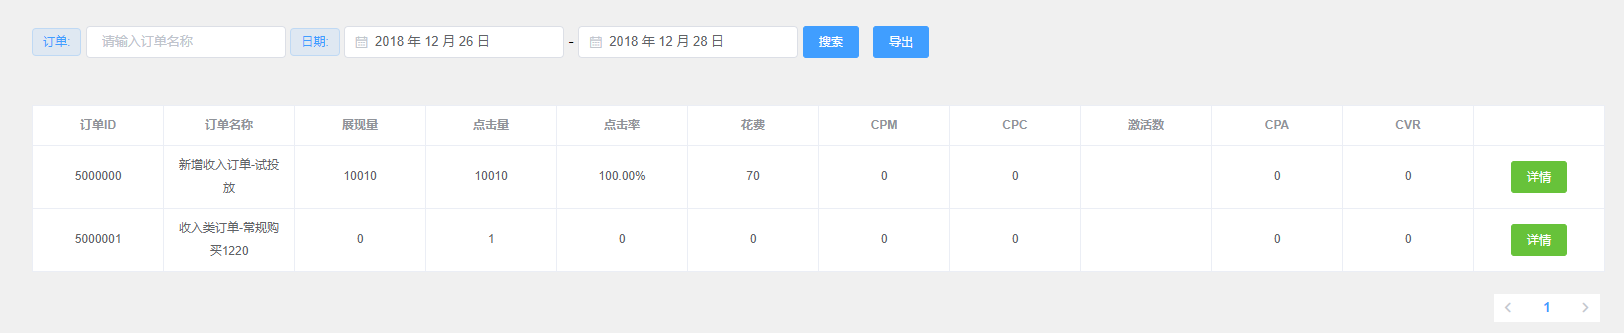 订单: 请输入订单名称 日期: 2018 年 12 月 26 日 - 2018 年 12 月 28 日 搜索 导出
订单ID 订单名称 展现量 点击量 点击率 花费 CPM CPC 激活数 CPA CVR
5000000 新增收入订单-试投 10010 10010 100.00% 70 0 0 0 0 详情
放
5000001 收入类订单-常规购 0 1 0 0 0 0 0 0 详情
买1220
1